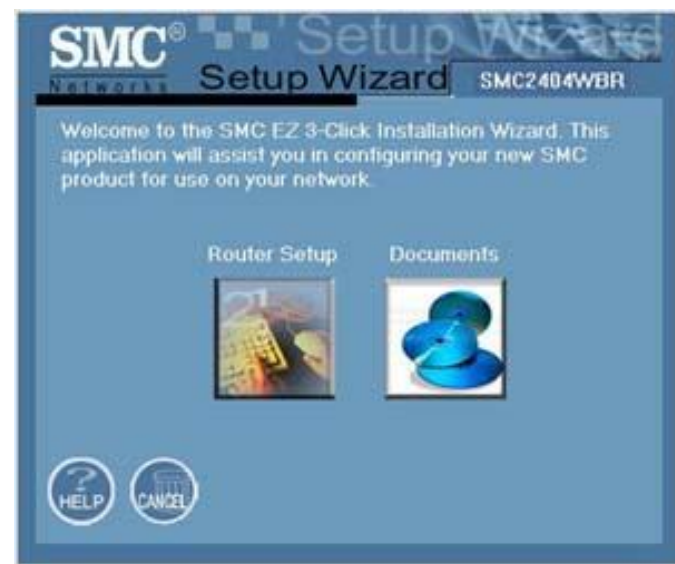 SMC®
Networks
Setup Wizard
Setup Wizard
SMC2404WBR
Welcome to the SMC EZ 3-Click Installation Wizard. This
application will assist you in configuring your new SMC
product for use on your network.
Router Setup
Documents
HELP
CANCEL